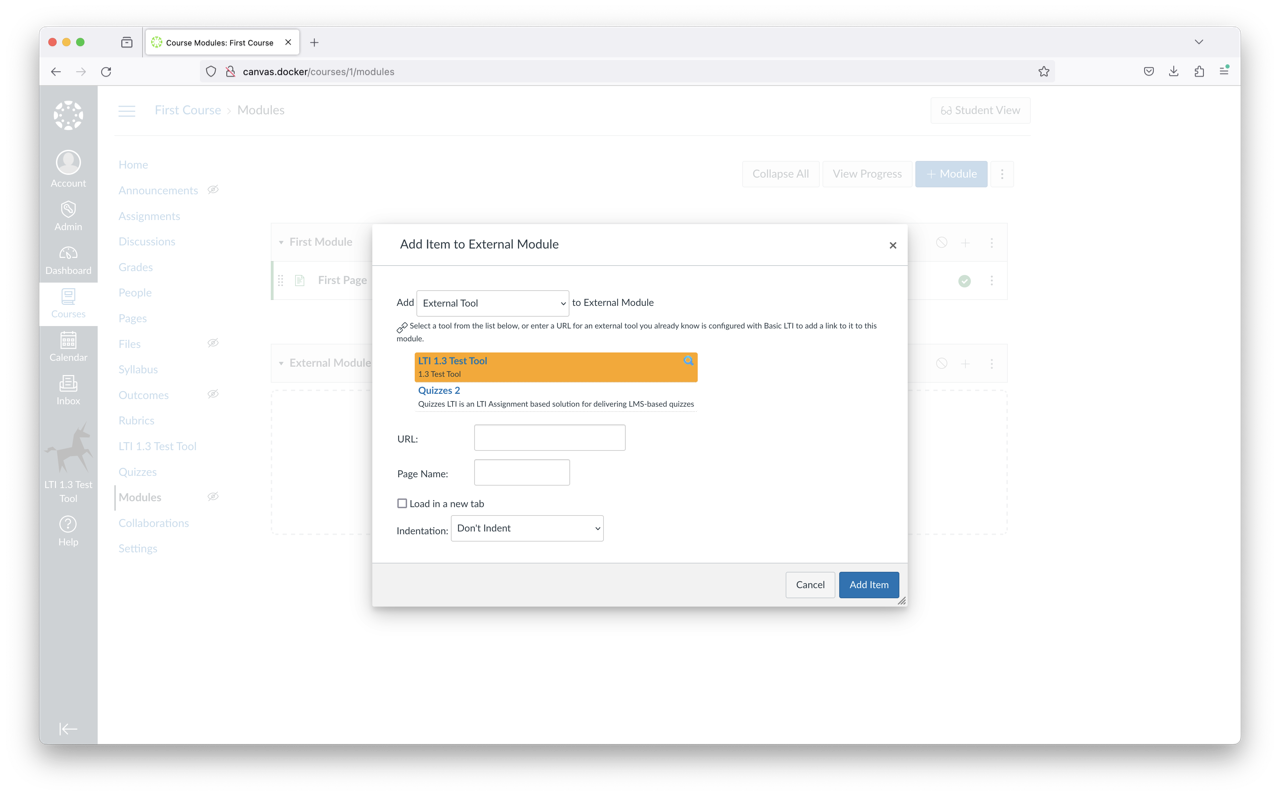 Course Modules: First Course
canvas.docker/courses/1/modules
First Course › Modules
Student View
Account
Admin
Dashboard
Courses
Calendar
Inbox
LTI 1.3 Test
Tool
Help
Home
Announcements
Assignments
Discussions
Grades
People
Pages
Files
Syllabus
Outcomes
Rubrics
LTI 1.3 Test Tool
Quizzes
Modules
Collaborations
Settings
Collapse All
View Progress
+ Module
First Module
First Page
External Module
Add Item to External Module
Add External Tool to External Module
Select a tool from the list below, or enter a URL for an external tool you already know is configured with Basic LTI to add a link to it to this
module.
LTI 1.3 Test Tool
1.3 Test Tool
Quizzes 2
Quizzes LTI is an LTI Assignment based solution for delivering LMS-based quizzes
URL:
Page Name:
Load in a new tab
Indentation: Don't Indent
Cancel
Add Item